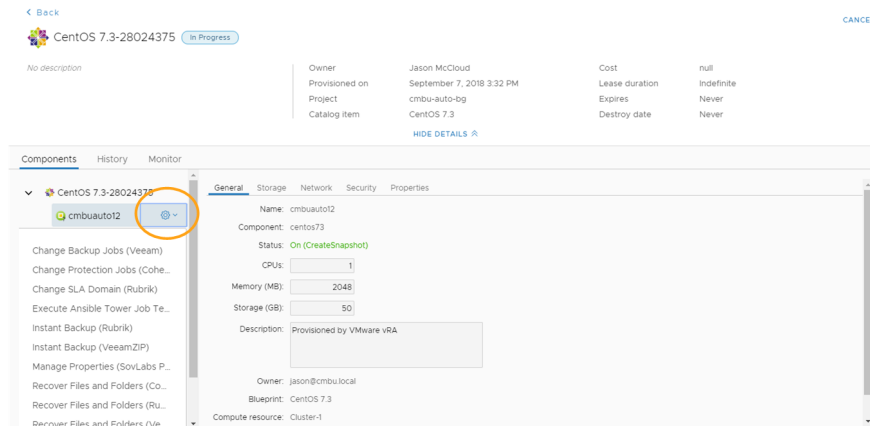 Back
CANCE
CentOS 7.3-28024375 In Progress
No description
Owner Jason McCloud Cost null
Provisioned on September 7, 2018 3:32 PM Lease duration Indefinite
Project cmbu-auto-bg Expires Never
Catalog item CentOS 7.3 Destroy date Never
HIDE DETAILS
Components History Monitor
CentOS 7.3-28024375
cmbuauto12
Change Backup Jobs (Veeam)
Change Protection Jobs (Cohe...
Change SLA Domain (Rubrik)
Execute Ansible Tower Job Te...
Instant Backup (Rubrik)
Instant Backup (VeeamZIP)
Manage Properties (SovLabs P...
Recover Files and Folders (Co...
Recover Files and Folders (Ru...
Recover Files and Folders (Ve...
General Storage Network Security Properties
Name: cmbuauto12
Component: centos73
Status: On (CreateSnapshot)
CPUs: 1
Memory (MB): 2048
Storage (GB): 50
Description: Provisioned by VMware vRA
Owner: jason@cmbu.local
Blueprint: CentOS 7.3
Compute resource: Cluster-1